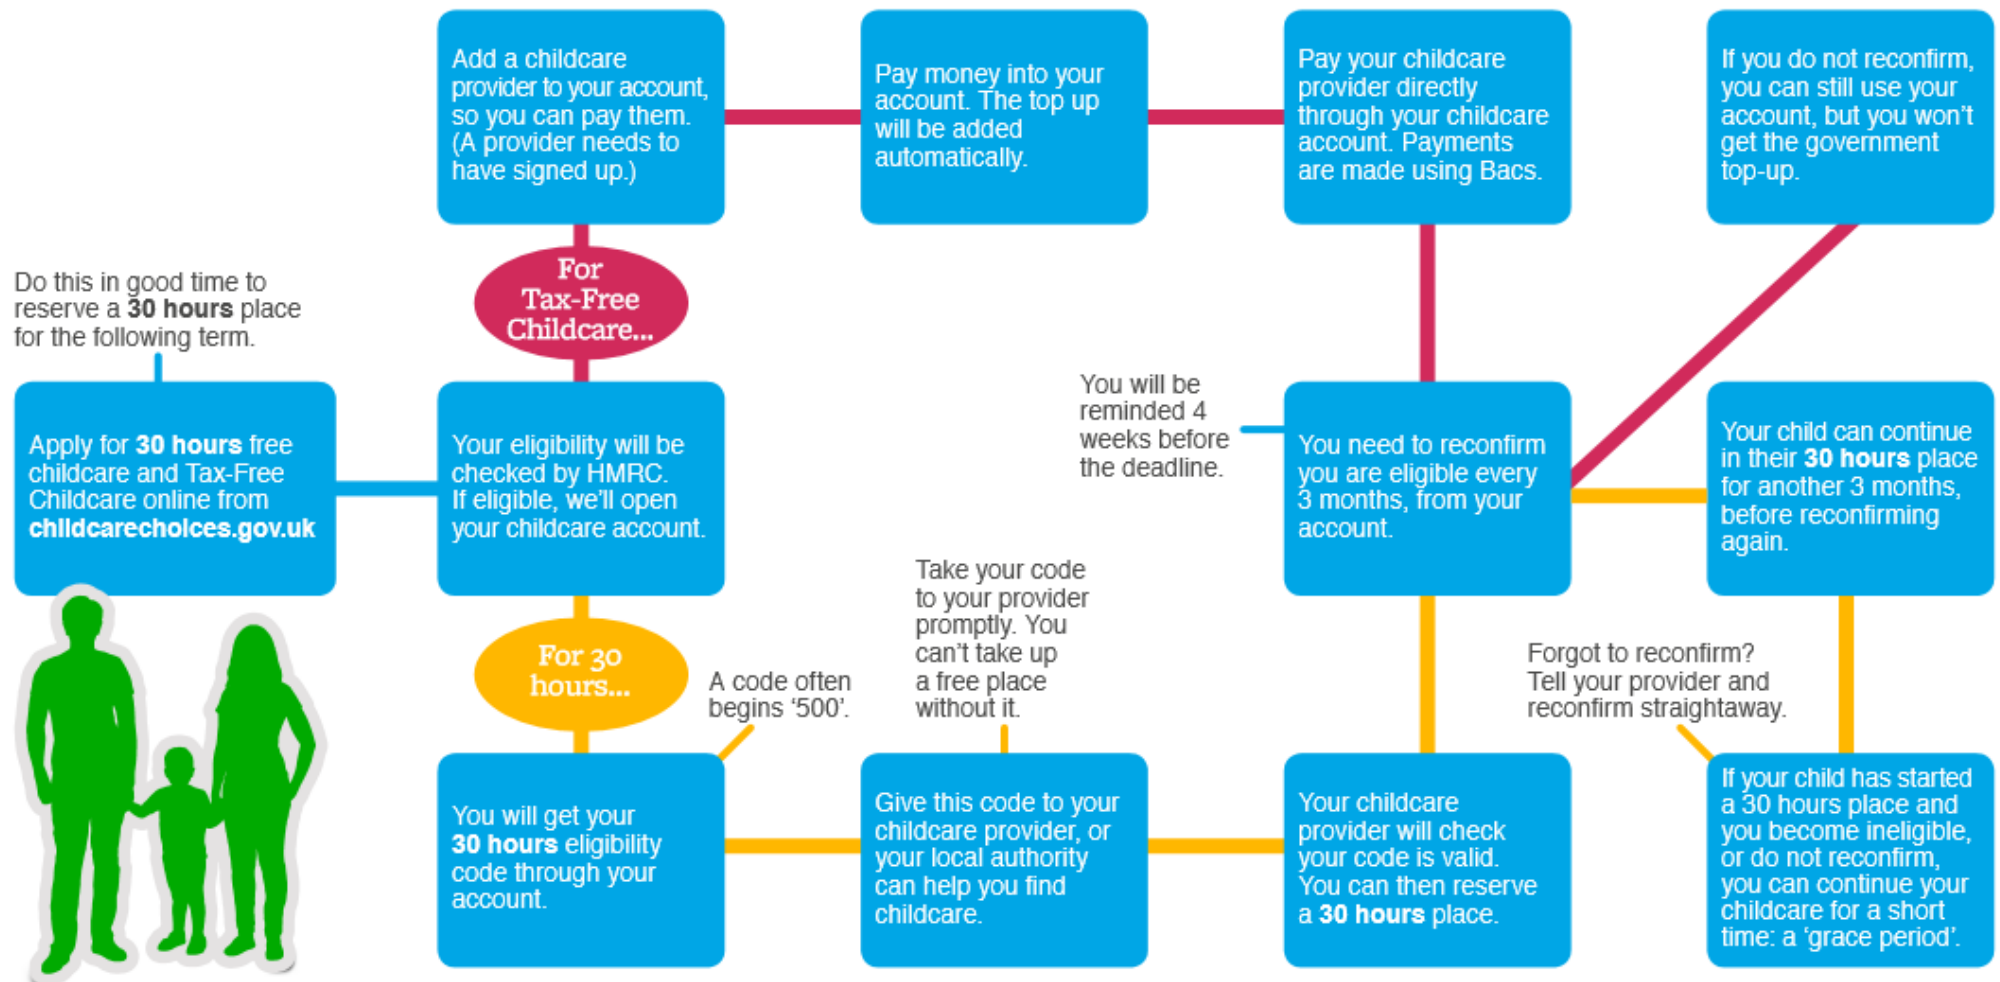 Add a childcare
provider to your account,
so you can pay them.
(A provider needs to
have signed up.)
Pay money into your
account. The top up
will be added
automatically.
Pay your childcare
provider directly
through your childcare
account. Payments
are made using Bacs.
If you do not reconfirm,
you can still use your
account, but you won't
get the government
top-up.
For
Tax-Free
Childcare...
Do this in good time to
reserve a 30 hours place
for the following term.
Apply for 30 hours free
childcare and Tax-Free
Childcare online from
childcarechoices.gov.uk
Your eligibility will be
checked by HMRC.
If eligible, we'll open
your childcare account.
You will be
reminded 4
weeks before
the deadline.
You need to reconfirm
you are eligible every
3 months, from your
account.
Your child can continue
in their 30 hours place
for another 3 months,
before reconfirming
again.
For 30
hours...
A code often
begins ‘500’.
Take your code
to your provider
promptly. You
can't take up
a free place
without it.
Forgot to reconfirm?
Tell your provider and
reconfirm straightaway.
You will get your
30 hours eligibility
code through your
account.
Give this code to your
childcare provider, or
your local authority
can help you find
childcare.
Your childcare
provider will check
your code is valid.
You can then reserve
a 30 hours place.
If your child has started
a 30 hours place and
you become ineligible,
or do not reconfirm,
you can continue your
childcare for a short
time: a ‘grace period’.